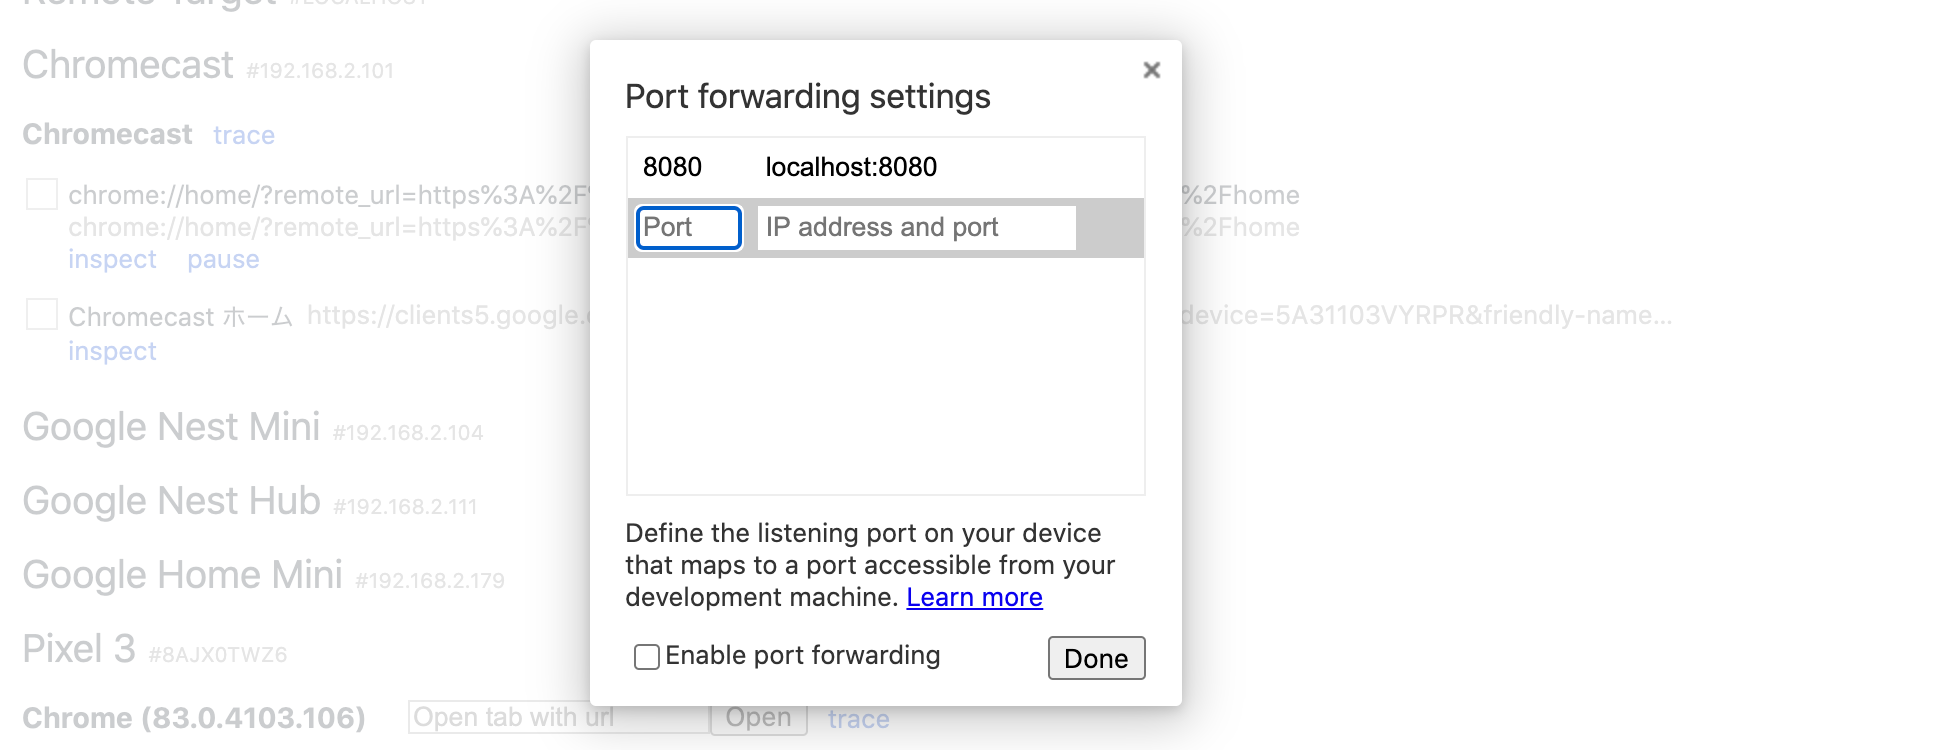 Remote Target #LOCALHOST
Chromecast #192.168.2.101
Chromecast trace
chrome://home/?remote_url=https%3A%2F
%2Fhome
chrome://home/?remote_url=https%3A%2F
%2Fhome
inspect pause
Chromecast ホーム https://clients5.google.
device=5A31103VYRPR&friendly-name...
inspect
Google Nest Mini #192.168.2.104
Google Nest Hub #192.168.2.111
Google Home Mini #192.168.2.179
Pixel 3 #8AJX0TWZ6
Chrome (83.0.4103.106) Open tab with url Open trace
Port forwarding settings
×
8080 localhost:8080
Port IP address and port
Define the listening port on your device
that maps to a port accessible from your
development machine. Learn more
Enable port forwarding Done